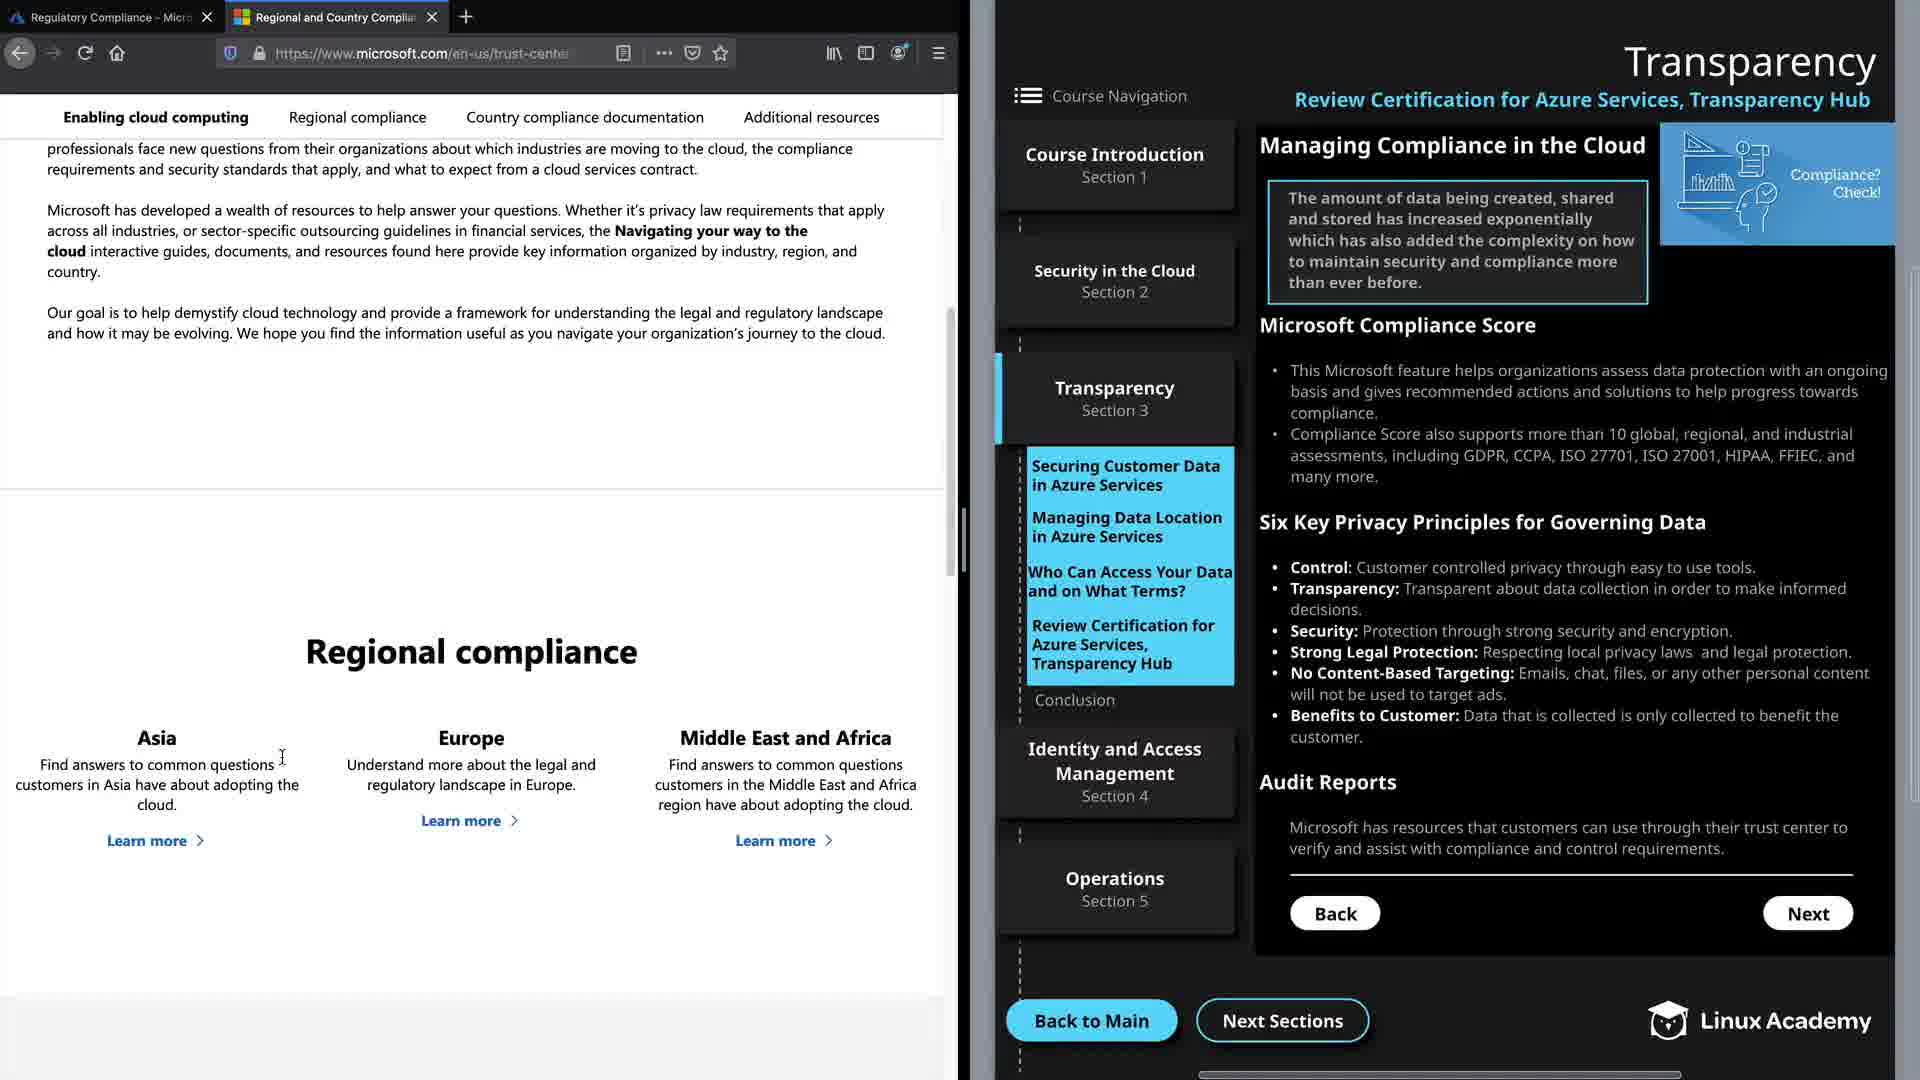 Regulatory Compliance - Micro
Regional and Country Complia
https://www.microsoft.com/en-us/trust-cente
Enabling cloud computing
Regional compliance
Country compliance documentation
Additional resources
professionals face new questions from their organizations about which industries are moving to the cloud, the compliance
requirements and security standards that apply, and what to expect from a cloud services contract.
Microsoft has developed a wealth of resources to help answer your questions. Whether it's privacy law requirements that apply
across all industries, or sector-specific outsourcing guidelines in financial services, the Navigating your way to the
cloud interactive guides, documents, and resources found here provide key information organized by industry, region, and
country.
Our goal is to help demystify cloud technology and provide a framework for understanding the legal and regulatory landscape
and how it may be evolving. We hope you find the information useful as you navigate your organization's journey to the cloud.
Regional compliance
Asia
Find answers to common questions
customers in Asia have about adopting the
cloud.
Learn more
Europe
Understand more about the legal and
regulatory landscape in Europe.
Learn more
Middle East and Africa
Find answers to common questions
customers in the Middle East and Africa
region have about adopting the cloud.
Learn more
Transparency
Review Certification for Azure Services, Transparency Hub
Course Navigation
Course Introduction
Section 1
Security in the Cloud
Section 2
Transparency
Section 3
Securing Customer Data
in Azure Services
Managing Data Location
in Azure Services
Who Can Access Your Data
and on What Terms?
Review Certification for
Azure Services,
Transparency Hub
Conclusion
Identity and Access
Management
Section 4
Operations
Section 5
Managing Compliance in the Cloud
Compliance?
Check!
The amount of data being created, shared
and stored has increased exponentially
which has also added the complexity on how
to maintain security and compliance more
than ever before.
Microsoft Compliance Score
• This Microsoft feature helps organizations assess data protection with an ongoing
basis and gives recommended actions and solutions to help progress towards
compliance.
• Compliance Score also supports more than 10 global, regional, and industrial
assessments, including GDPR, CCPA, ISO 27701, ISO 27001, HIPAA, FFIEC, and
many more.
Six Key Privacy Principles for Governing Data
• Control: Customer controlled privacy through easy to use tools.
• Transparency: Transparent about data collection in order to make informed
decisions.
• Security: Protection through strong security and encryption.
• Strong Legal Protection: Respecting local privacy laws and legal protection.
• No Content-Based Targeting: Emails, chat, files, or any other personal content
will not be used to target ads.
• Benefits to Customer: Data that is collected is only collected to benefit the
customer.
Audit Reports
Microsoft has resources that customers can use through their trust center to
verify and assist with compliance and control requirements.
Back
Next
Back to Main
Next Sections
Linux Academy